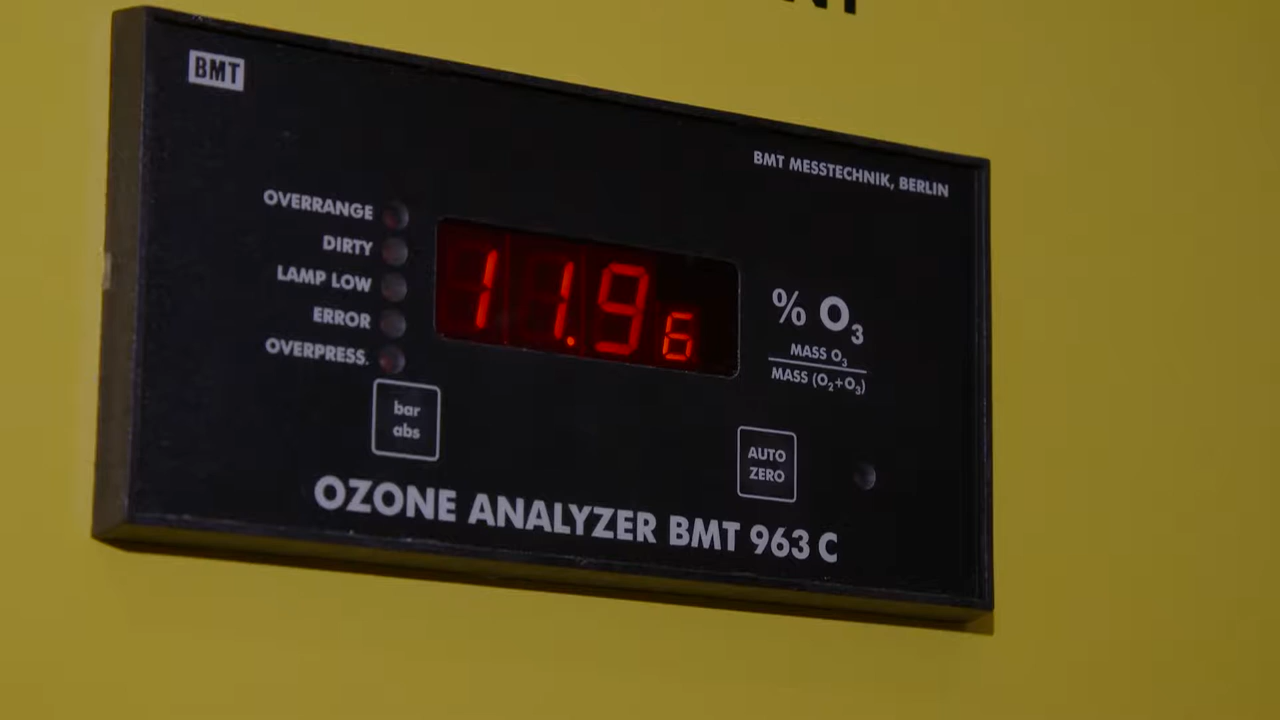 BMT
BMT MESSTECHNIK, BERLIN
OVERRANGE
DIRTY
LAMP LOW
ERROR
OVERPRESS.
11.96
% O3
MASS O3
MASS (O2+O3)
bar
abs
AUTO
ZERO
OZONE ANALYZER BMT 963 C